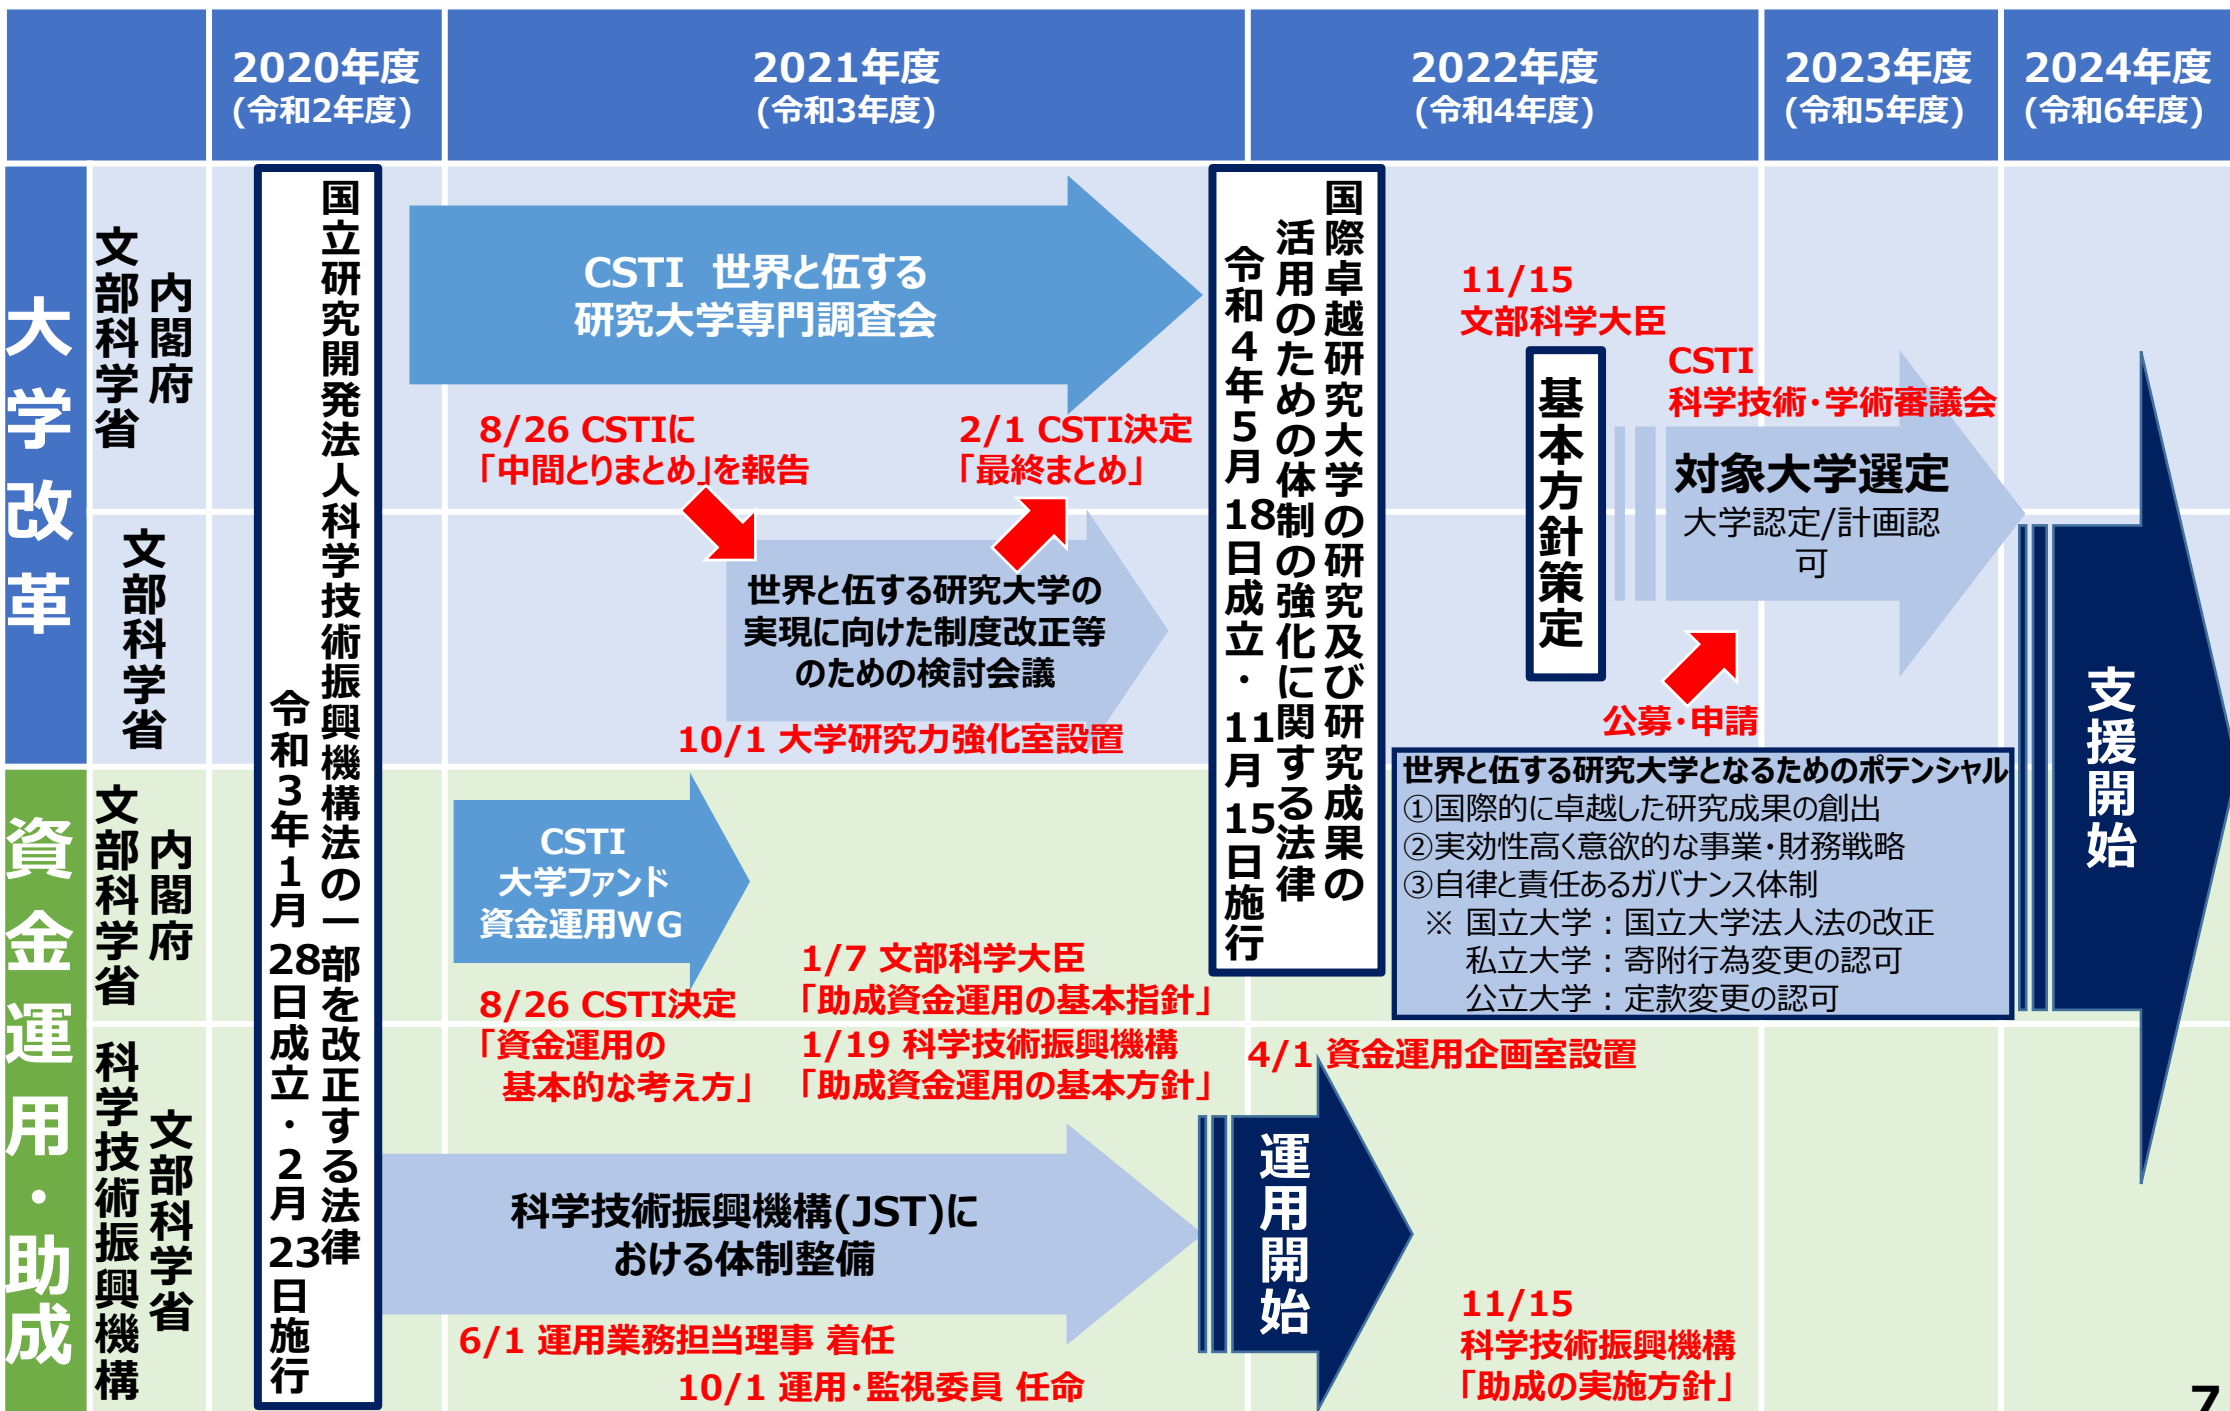 2020年度
(令和2年度)
2021年度
(令和3年度)
2022年度
(令和4年度)
2023年度
(令和5年度)
2024年度
(令和6年度)
大学改革
内閣府
文部科学省
文部科学省
資金運用・助成
内閣府
文部科学省
文部科学省
科学技術振興機構
国立研究開発法人科学技術振興機構法の一部を改正する法律
令和3年1月28日成立・2月23日施行
CSTI 世界と伍する
研究大学専門調査会
8/26 CSTIに
「中間とりまとめ」を報告
2/1 CSTI決定
「最終まとめ」
世界と伍する研究大学の
実現に向けた制度改正等
のための検討会議
10/1 大学研究力強化室設置
国際卓越研究大学の研究及び研究成果の
活用のための体制の強化に関する法律
令和4年5月18日成立・11月15日施行
11/15
文部科学大臣
基本方針策定
CSTI
科学技術・学術審議会
対象大学選定
大学認定/計画認
可
公募・申請
世界と伍する研究大学となるためのポテンシャル
①国際的に卓越した研究成果の創出
②実効性高く意欲的な事業・財務戦略
③自律と責任あるガバナンス体制
※ 国立大学：国立大学法人法の改正
私立大学：寄附行為変更の認可
公立大学：定款変更の認可
支援開始
CSTI
大学ファンド
資金運用WG
8/26 CSTI決定
「資金運用の
基本的な考え方」
1/7 文部科学大臣
「助成資金運用の基本指針」
1/19 科学技術振興機構
「助成資金運用の基本方針」
4/1 資金運用企画室設置
科学技術振興機構(JST)に
おける体制整備
運用開始
6/1 運用業務担当理事 着任
10/1 運用・監視委員 任命
11/15
科学技術振興機構
「助成の実施方針」
7